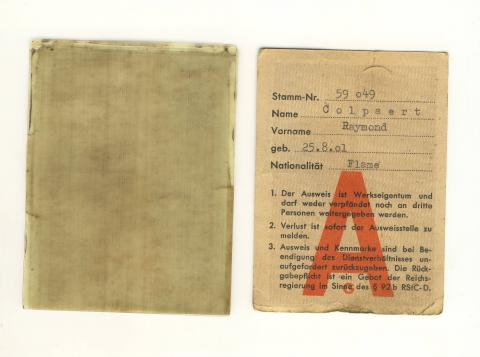 Stamm-Nr. 59 o49
Name Colpaert
Vorname Raymond
geb. 25.8.01
Nationalität Flame
1. Der Ausweis ist Werkseigentum und
darf weder verpfändet noch an dritte
Personen weitergegeben werden.
2. Verlust ist sofort der Ausweisstelle zu
melden.
3. Ausweis und Kennmarke sind bei Be-
endigung des Dienstverhältnisses un-
aufgefordert zurückzugeben. Die Rück-
gabepflicht ist ein Gebot der Reichs-
regierung im Sinne des § 92 b RStG-D.
A